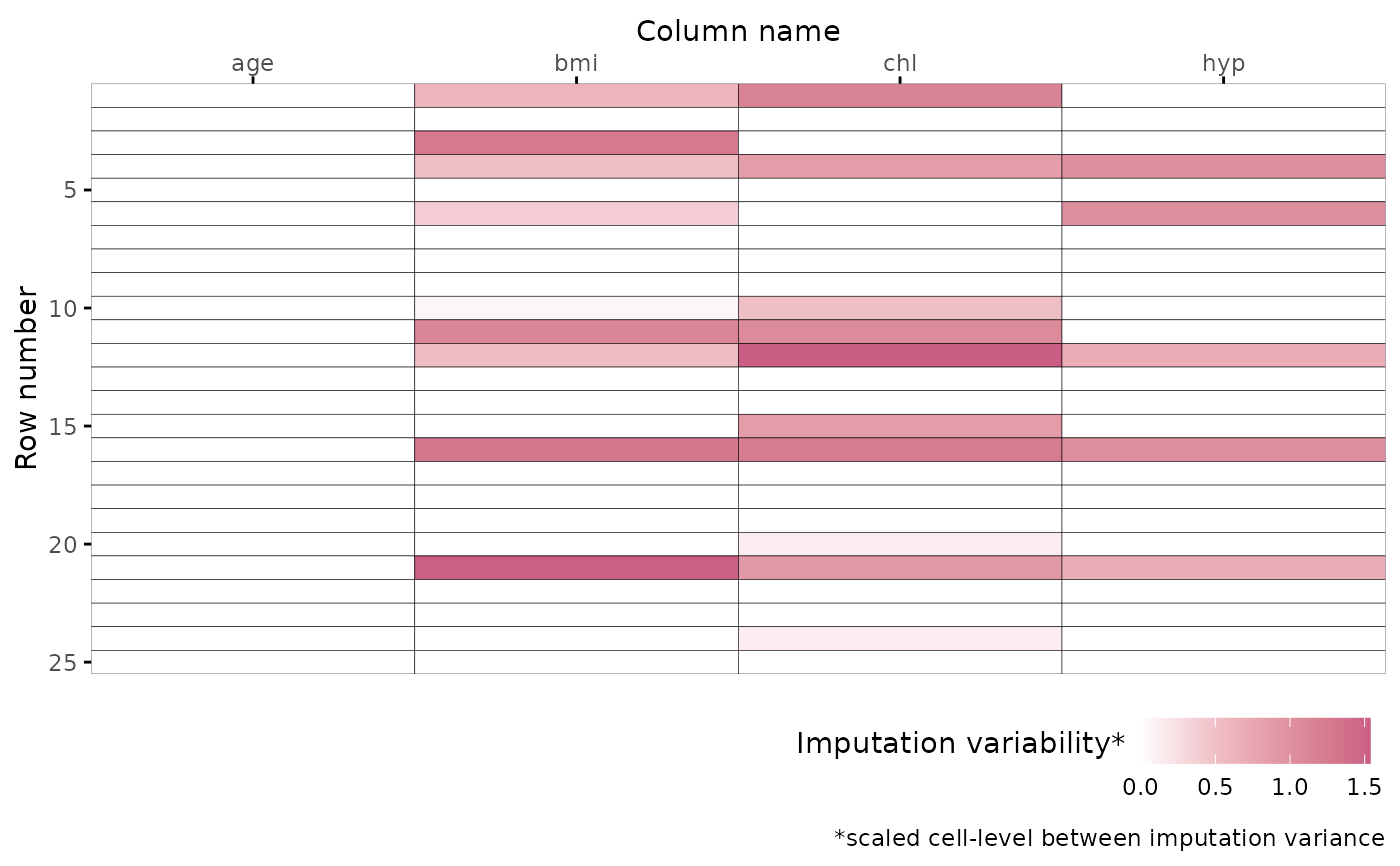 Column name
age bmi chl hyp
Row number
5
10
15
20
25
Imputation variability*
0.0 0.5 1.0 1.5
*scaled cell-level between imputation variance